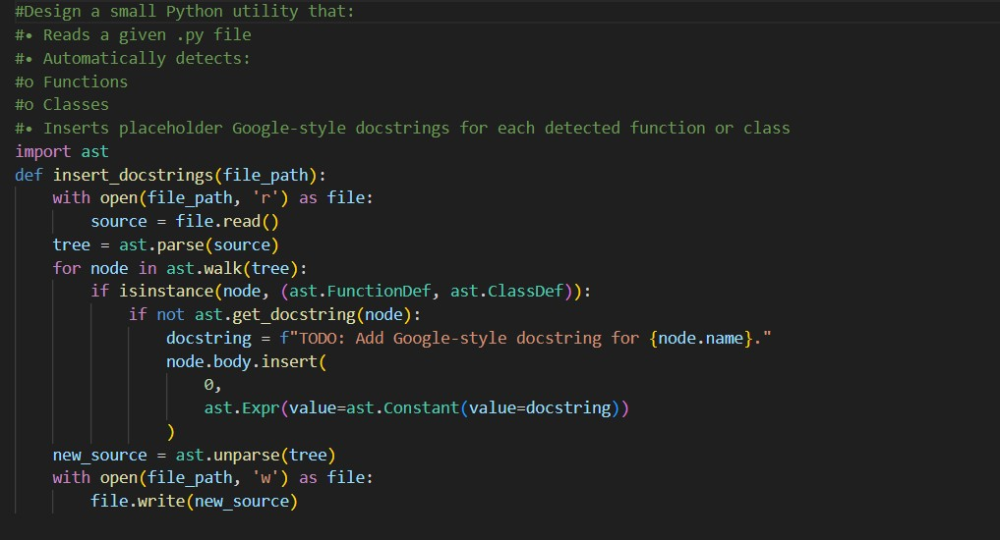 #Design a small Python utility that:
#• Reads a given .py file
#• Automatically detects:
#o Functions
#o Classes
#• Inserts placeholder Google-style docstrings for each detected function or class
import ast
def insert_docstrings(file_path):
    with open(file_path, 'r') as file:
        source = file.read()
    tree = ast.parse(source)
    for node in ast.walk(tree):
        if isinstance(node, (ast.FunctionDef, ast.ClassDef)):
            if not ast.get_docstring(node):
                docstring = f"TODO: Add Google-style docstring for {node.name}."
                node.body.insert(
                    0,
                    ast.Expr(value=ast.Constant(value=docstring))
                )
    new_source = ast.unparse(tree)
    with open(file_path, 'w') as file:
        file.write(new_source)